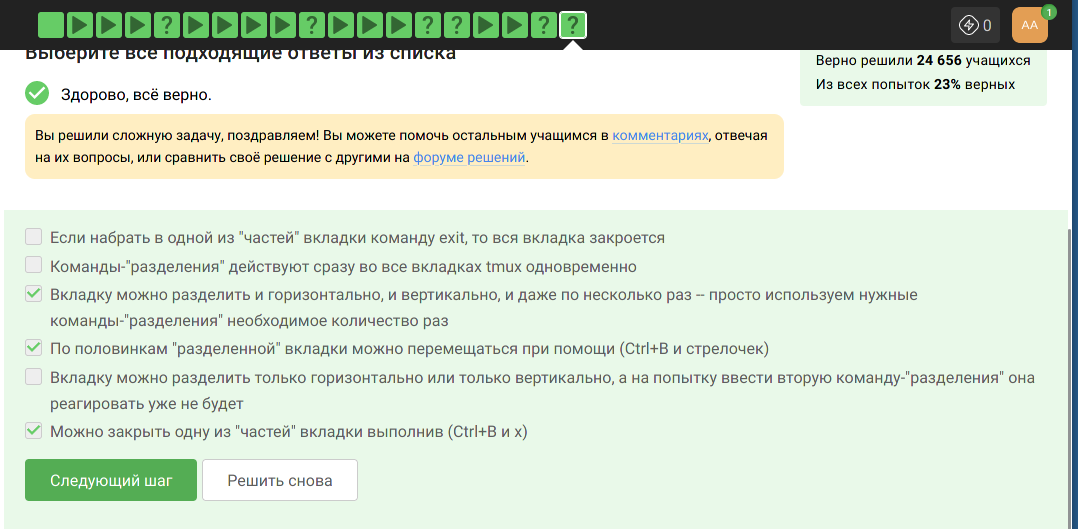 ? ? ? ? ? ?
0
AA
1
Выберите все подходящие ответы из списка
Верно решили 24 656 учащихся
Из всех попыток 23% верных
Здорово, всё верно.
Вы решили сложную задачу, поздравляем! Вы можете помочь остальным учащимся в комментариях, отвечая
на их вопросы, или сравнить своё решение с другими на форуме решений.
Если набрать в одной из "частей" вкладки команду exit, то вся вкладка закроется
Команды-"разделения" действуют сразу во все вкладках tmux одновременно
Вкладку можно разделить и горизонтально, и вертикально, и даже по несколько раз -- просто используем нужные
команды-"разделения" необходимое количество раз
По половинкам "разделенной" вкладки можно перемещаться при помощи (Ctrl+B и стрелочек)
Вкладку можно разделить только горизонтально или только вертикально, а на попытку ввести вторую команду-"разделения" она
реагировать уже не будет
Можно закрыть одну из "частей" вкладки выполнив (Ctrl+B и x)
Следующий шаг
Решить снова